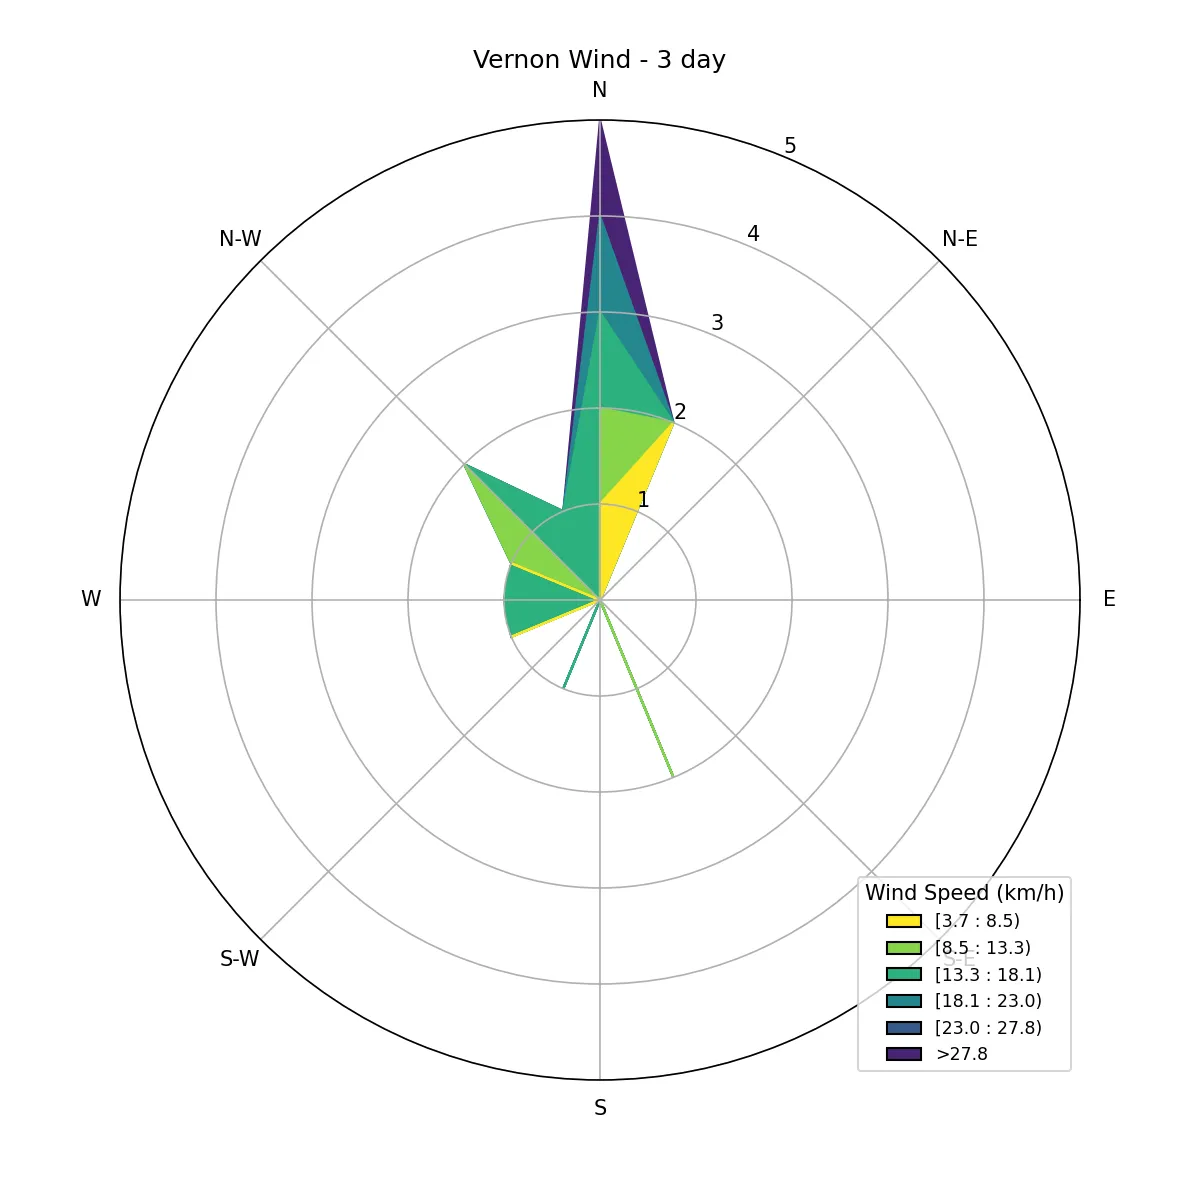 Vernon Wind - 3 day
N
5
N-W
N-E
4
3
2
1
W
E
S-W
S-E
S
Wind Speed (km/h)
[3.7 : 8.5)
[8.5 : 13.3)
[13.3 : 18.1)
[18.1 : 23.0)
[23.0 : 27.8)
>27.8